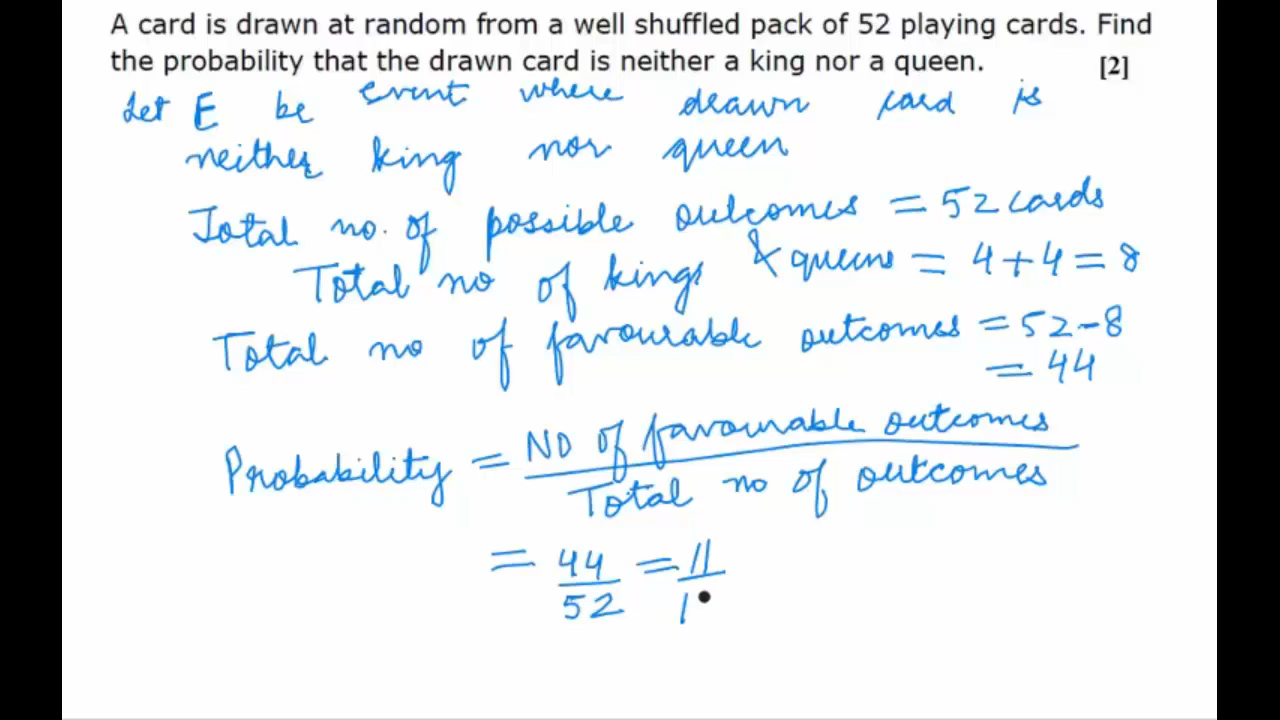 A card is drawn at random from a well shuffled pack of 52 playing cards. Find
the probability that the drawn card is neither a king nor a queen. [2]
Let E be event where drawn card is
neither king nor queen
Total no. of possible outcomes = 52 cards
Total no of kings & queens = 4 + 4 = 8
Total no of favourable outcomes = 52 - 8
= 44
Probability = No of favourable outcomes
Total no of outcomes
= 44 = 11
52 1